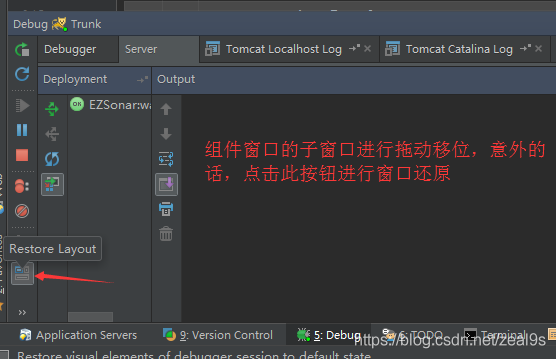 Debug Trunk
Debugger Server Tomcat Localhost Log Tomcat Catalina Log
Deployment Output
OK EZSonar:wa
组件窗口的子窗口进行拖动移位，意外的
话，点击此按钮进行窗口还原
Restore Layout
Application Servers 9: Version Control 5: Debug 6: TODO Terminal
https://blog.csdn.net/zeal9s
Restore visual elements of debugger session to default state